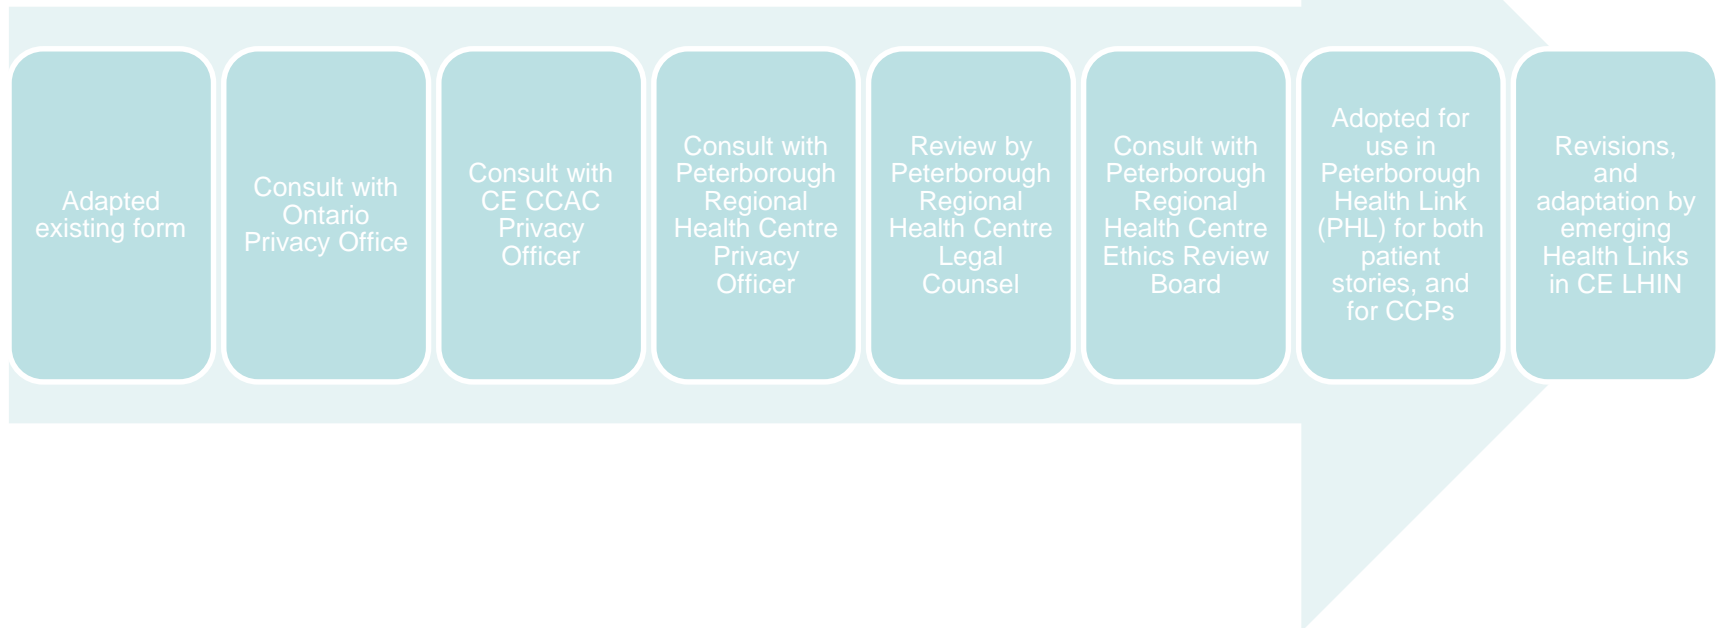 Adapted
existing form
Consult with
Ontario
Privacy Office
Consult with
CE CCAC
Privacy
Officer
Consult with
Peterborough
Regional
Health Centre
Privacy
Officer
Review by
Peterborough
Regional
Health Centre
Legal
Counsel
Consult with
Peterborough
Regional
Health Centre
Ethics Review
Board
Adopted for
use in
Peterborough
Health Link
(PHL) for both
patient
stories, and
for CCPs
Revisions,
and
adaptation by
emerging
Health Links
in CE LHIN